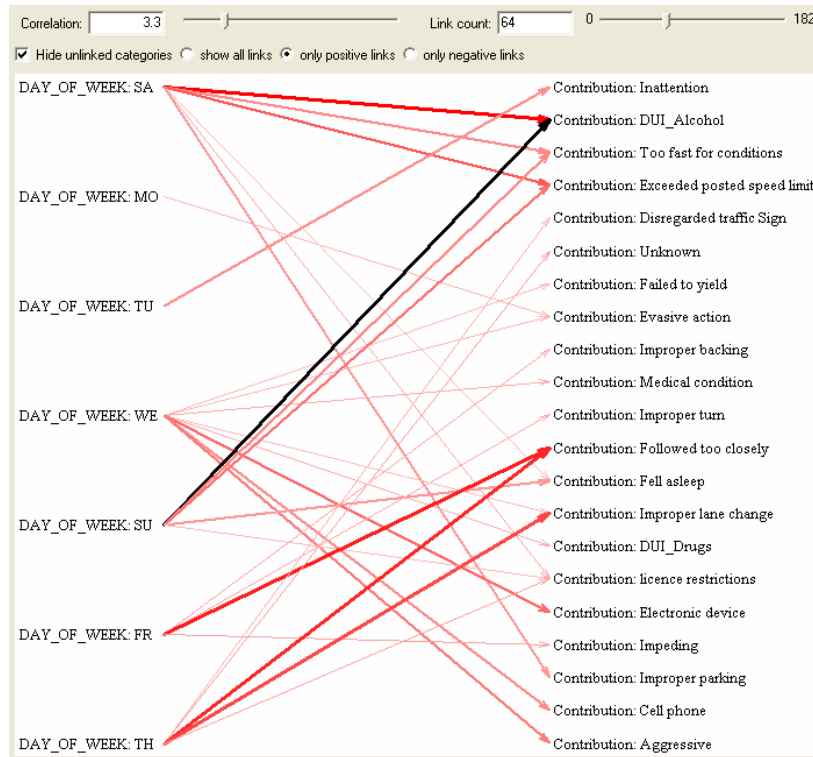 Correlation: 3.3 Link count: 64 0 182
Hide unlinked categories show all links only positive links only negative links
DAY_OF_WEEK: SA
DAY_OF_WEEK: MO
DAY_OF_WEEK: TU
DAY_OF_WEEK: WE
DAY_OF_WEEK: SU
DAY_OF_WEEK: FR
DAY_OF_WEEK: TH
Contribution: Inattention
Contribution: DUI_Alcohol
Contribution: Too fast for conditions
Contribution: Exceeded posted speed limit
Contribution: Disregarded traffic Sign
Contribution: Unknown
Contribution: Failed to yield
Contribution: Evasive action
Contribution: Improper backing
Contribution: Medical condition
Contribution: Improper turn
Contribution: Followed too closely
Contribution: Fell asleep
Contribution: Improper lane change
Contribution: DUI_Drugs
Contribution: licence restrictions
Contribution: Electronic device
Contribution: Impeding
Contribution: Improper parking
Contribution: Cell phone
Contribution: Aggressive